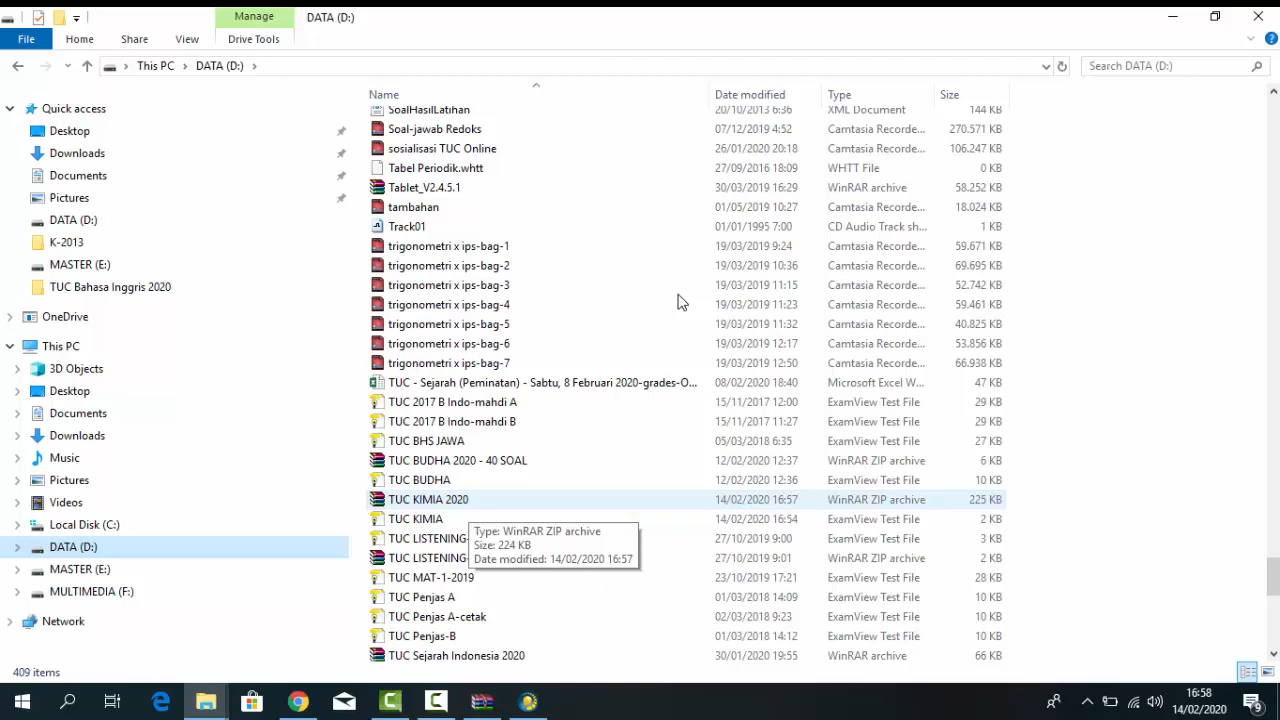 Manage
DATA (D:)
File
Home
Share
View
Drive Tools
This PC
DATA (D:)
Search DATA (D:)
Quick access
Desktop
Downloads
Documents
Pictures
DATA (D:)
K-2013
MASTER (E:)
TUC Bahasa Inggris 2020
OneDrive
This PC
3D Objects
Desktop
Documents
Downloads
Music
Pictures
Videos
Local Disk (C:)
DATA (D:)
MASTER (E:)
MULTIMEDIA (F:)
Network
Name Date modified Type Size
SoalHasilLatihan 20/10/2013 6:36 XML Document 144 KB
Soal-jawab Redoks 07/12/2019 4:52 Camtasia Recorde... 270.571 KB
sosialisasi TUC Online 26/01/2020 20:18 Camtasia Recorde... 106.247 KB
Tabel Periodik.whtt 27/09/2016 18:09 WHTT File 0 KB
Tablet_V2.4.5.1 30/03/2019 16:29 WinRAR archive 58.252 KB
tambahan 01/05/2019 10:27 Camtasia Recorde... 18.024 KB
Track01 01/01/1995 7:00 CD Audio Track sh... 1 KB
trigonometri x ips-bag-1 19/03/2019 9:24 Camtasia Recorde... 59.671 KB
trigonometri x ips-bag-2 19/03/2019 10:36 Camtasia Recorde... 69.695 KB
trigonometri x ips-bag-3 19/03/2019 11:15 Camtasia Recorde... 52.742 KB
trigonometri x ips-bag-4 19/03/2019 11:23 Camtasia Recorde... 59.461 KB
trigonometri x ips-bag-5 19/03/2019 11:32 Camtasia Recorde... 40.825 KB
trigonometri x ips-bag-6 19/03/2019 12:17 Camtasia Recorde... 53.856 KB
trigonometri x ips-bag-7 19/03/2019 12:50 Camtasia Recorde... 66.938 KB
TUC - Sejarah (Peminatan) - Sabtu, 8 Februari 2020-grades-O... 08/02/2020 18:40 Microsoft Excel W... 47 KB
TUC 2017 B Indo-mahdi A 15/11/2017 12:00 ExamView Test File 29 KB
TUC 2017 B Indo-mahdi B 15/11/2017 11:27 ExamView Test File 29 KB
TUC BHS JAWA 05/03/2018 6:35 ExamView Test File 27 KB
TUC BUDHA 2020 - 40 SOAL 12/02/2020 12:37 WinRAR ZIP archive 6 KB
TUC BUDHA 12/02/2020 12:36 ExamView Test File 10 KB
TUC KIMIA 2020 14/02/2020 16:57 WinRAR ZIP archive 225 KB
TUC KIMIA 14/02/2020 16:54 ExamView Test File 2 KB
TUC LISTENING- 27/10/2019 9:00 ExamView Test File 3 KB
TUC LISTENING- 27/10/2019 9:01 WinRAR ZIP archive 2 KB
TUC MAT-1-2019 23/10/2019 17:21 ExamView Test File 28 KB
TUC Penjas A 01/03/2018 14:09 ExamView Test File 10 KB
TUC Penjas A-cetak 02/03/2018 9:23 ExamView Test File 10 KB
TUC Penjas-B 01/03/2018 14:12 ExamView Test File 10 KB
TUC Sejarah Indonesia 2020 30/01/2020 19:55 WinRAR archive 66 KB
Type: WinRAR ZIP archive
Size: 224 KB
Date modified: 14/02/2020 16:57
409 items
16:58
14/02/2020
9